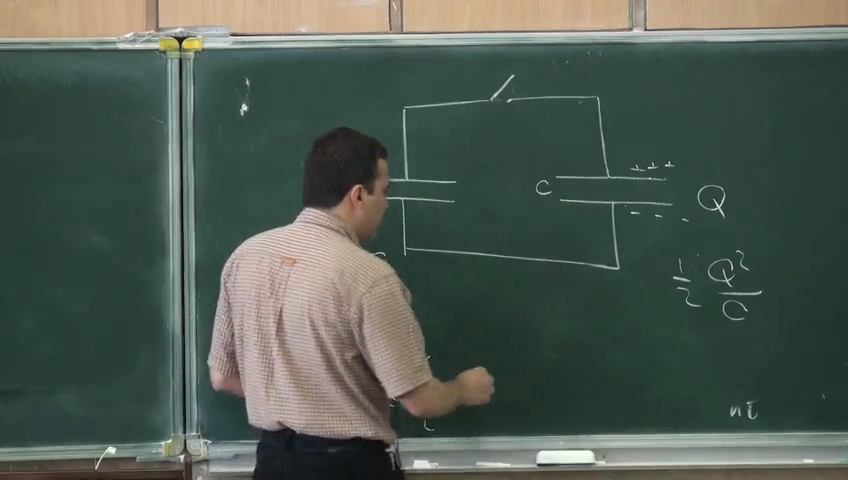 + + +
C
Q
- - -
1/2 Q²/C